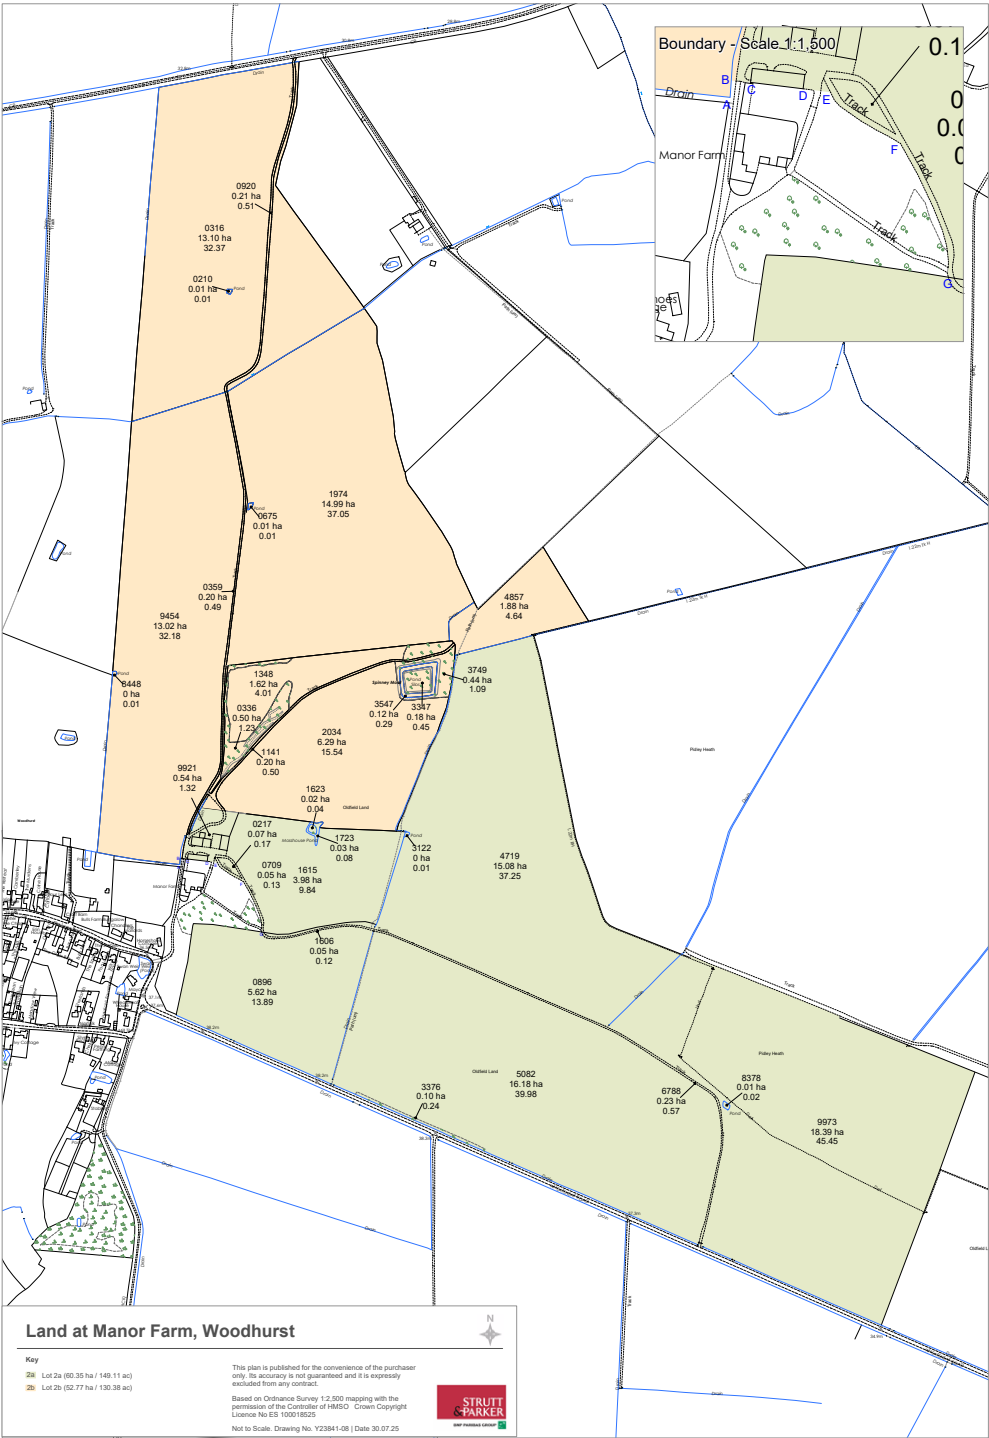 Boundary - Scale 1:1,500
0.1
B
C
D
E
A
Drain
Track
F
Manor Farm
Track
Track
G
0920
0.21 ha
0.51
0316
13.10 ha
32.37
0210
0.01 ha
0.01
Pond
1974
14.99 ha
37.05
0675
0.01 ha
0.01
0359
0.20 ha
0.49
9454
13.02 ha
32.18
4857
1.88 ha
4.64
8448
0 ha
0.01
1348
1.62 ha
4.01
3749
0.44 ha
1.09
0336
0.50 ha
1.23
Spinney Moat
3547
0.12 ha
0.29
3347
0.18 ha
0.45
2034
6.29 ha
15.54
1141
0.20 ha
0.50
9921
0.54 ha
1.32
1623
0.02 ha
0.04
Oldfield Land
Pidley Heath
0217
0.07 ha
0.17
1723
0.03 ha
0.08
3122
0 ha
0.01
Woodhurst
0709
0.05 ha
0.13
1615
3.98 ha
9.84
4719
15.08 ha
37.25
Manor Farm
1606
0.05 ha
0.12
0896
5.62 ha
13.89
Pidley Heath
Oldfield Land
5082
16.18 ha
39.98
3376
0.10 ha
0.24
6788
0.23 ha
0.57
8378
0.01 ha
0.02
Pond
9973
18.39 ha
45.45
Land at Manor Farm, Woodhurst
N
Key
2a Lot 2a (60.35 ha / 149.11 ac)
2b Lot 2b (52.77 ha / 130.38 ac)
This plan is published for the convenience of the purchaser
only. Its accuracy is not guaranteed and it is expressly
excluded from any contract.
Based on Ordnance Survey 1:2,500 mapping with the
permission of the Controller of HMSO Crown Copyright
Licence No ES 100018525
Not to Scale. Drawing No. Y23841-08 | Date 30.07.25
STRUTT
&PARKER
BNP PARIBAS GROUP